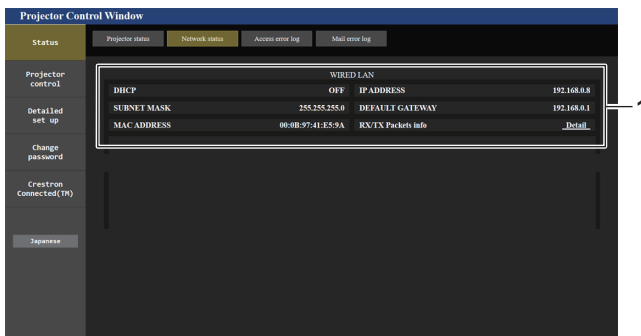 Projector Control Window
Status
Projector status Network status Access error log Mail error log
Projector
control
Detailed
set up
Change
password
Crestron
Connected(TM)
Japanese
WIRED LAN
DHCP OFF IP ADDRESS 192.168.0.8
SUBNET MASK 255.255.255.0 DEFAULT GATEWAY 192.168.0.1
MAC ADDRESS 00:0B:97:41:E5:9A RX/TX Packets info Detail
1